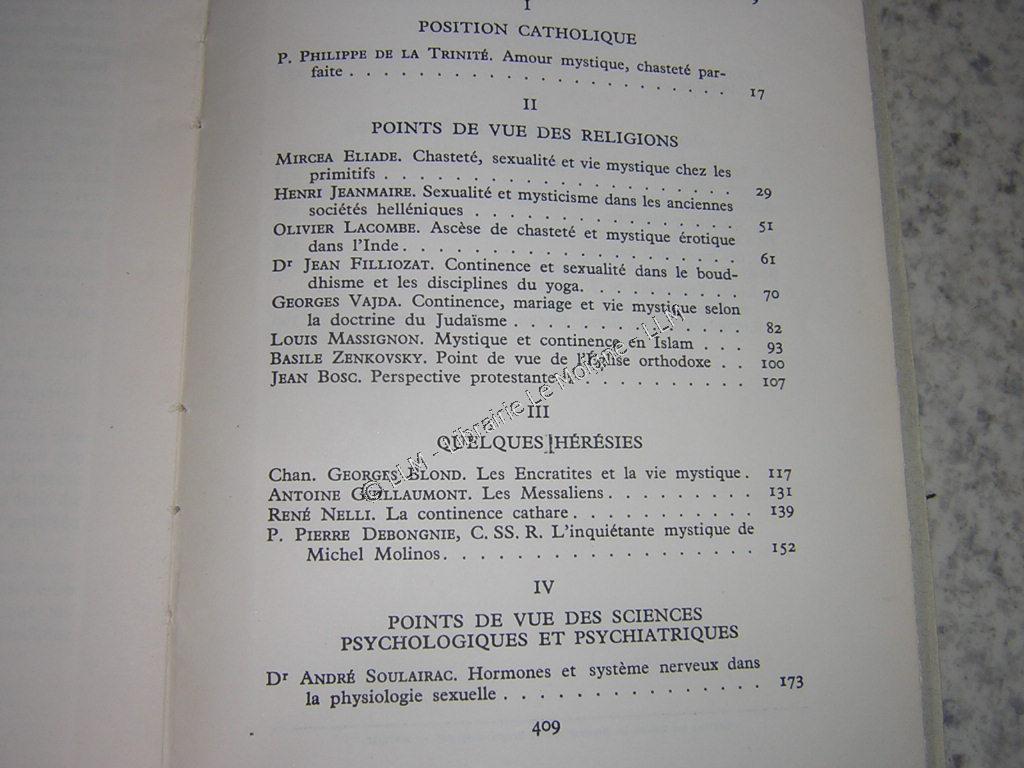 I
POSITION CATHOLIQUE
P. PHILIPPE DE LA TRINITÉ. Amour mystique, chasteté par-
faite . . . . . . . . . . . . . . . . . . . . . . 17
II
POINTS DE VUE DES RELIGIONS
MIRCEA ELIADE. Chasteté, sexualité et vie mystique chez les
primitifs . . . . . . . . . . . . . . . . . . . . 29
HENRI JEANMAIRE. Sexualité et mysticisme dans les anciennes
sociétés helléniques . . . . . . . . . . . . . . . 51
OLIVIER LACOMBE. Ascèse de chasteté et mystique érotique
dans l'Inde . . . . . . . . . . . . . . . . . . . 61
Dr JEAN FILLIOZAT. Continence et sexualité dans le boud-
dhisme et les disciplines du yoga. . . . . . . . . . 70
GEORGES VAJDA. Continence, mariage et vie mystique selon
la doctrine du Judaïsme . . . . . . . . . . . . . 82
LOUIS MASSIGNON. Mystique et continence en Islam . . . 93
BASILE ZENKOVSKY. Point de vue de l'Église orthodoxe . . 100
JEAN BOSC. Perspective protestante . . . . . . . . . . 107
III
QUELQUES HÉRÉSIES
Chan. GEORGES BLOND. Les Encratites et la vie mystique . 117
ANTOINE GUILLAUMONT. Les Messaliens . . . . . . . . . 131
RENÉ NELLI. La continence cathare . . . . . . . . . . . 139
P. PIERRE DEBONGNIE, C. SS. R. L'inquiétante mystique de
Michel Molinos. . . . . . . . . . . . . . . . . . 152
IV
POINTS DE VUE DES SCIENCES
PSYCHOLOGIQUES ET PSYCHIATRIQUES
Dr ANDRÉ SOULAIRAC. Hormones et système nerveux dans
la physiologie sexuelle . . . . . . . . . . . . . . 173
409
© LLM - Librairie Le Molène - LLM